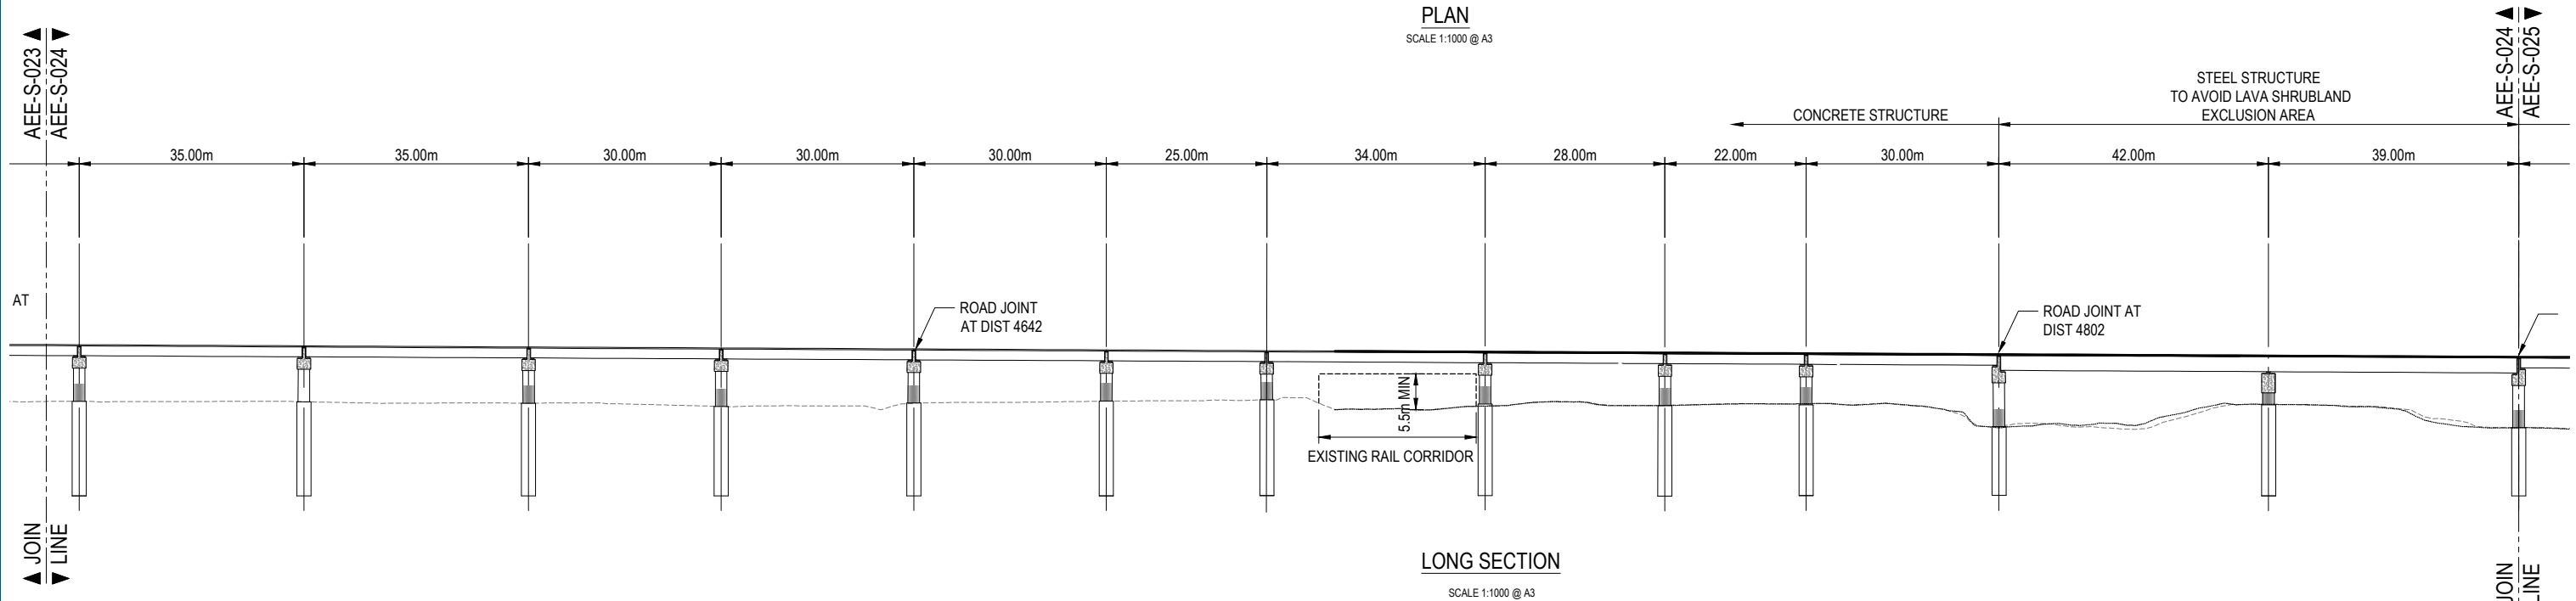 PLAN
SCALE 1:1000 @ A3
AEE-S-023
AEE-S-024
AEE-S-024
AEE-S-025
STEEL STRUCTURE
TO AVOID LAVA SHRUBLAND
EXCLUSION AREA
CONCRETE STRUCTURE
35.00m
35.00m
30.00m
30.00m
30.00m
25.00m
34.00m
28.00m
22.00m
30.00m
42.00m
39.00m
AT
ROAD JOINT
AT DIST 4642
ROAD JOINT AT
DIST 4802
5.5m MIN
EXISTING RAIL CORRIDOR
JOIN
LINE
LONG SECTION
SCALE 1:1000 @ A3
JOIN
LINE